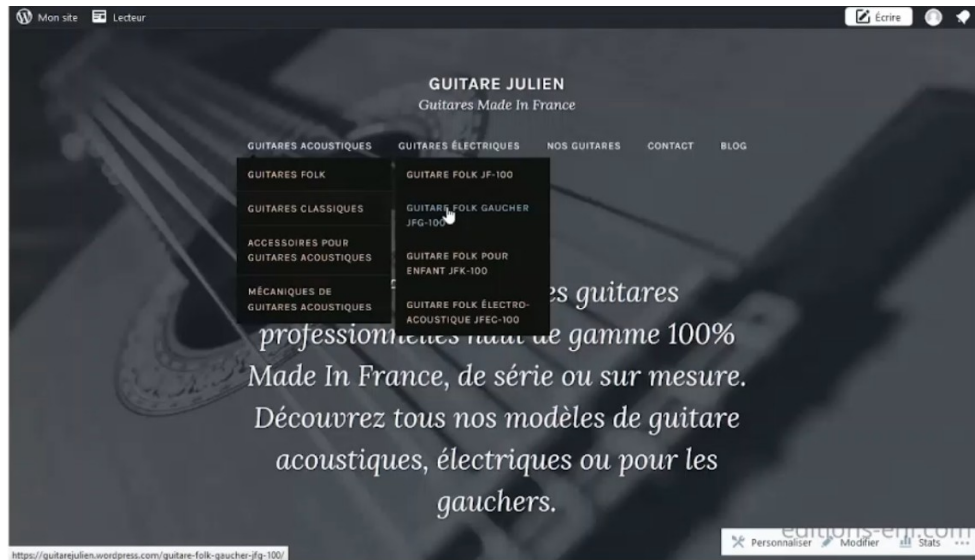 Mon site
Lecteur
Écrire
GUITARE JULIEN
Guitares Made In France
GUITARES ACOUSTIQUES
GUITARES ÉLECTRIQUES
NOS GUITARES
CONTACT
BLOG
GUITARES FOLK
GUITARES CLASSIQUES
ACCESSOIRES POUR
GUITARES ACOUSTIQUES
MÉCANIQUES DE
GUITARES ACOUSTIQUES
GUITARE FOLK JF-100
GUITARE FOLK GAUCHER
JFG-100
GUITARE FOLK POUR
ENFANT JFK-100
GUITARE FOLK ÉLECTRO-
ACOUSTIQUE JFEC-100
es guitares
professionnelles haut de gamme 100%
Made In France, de série ou sur mesure.
Découvrez tous nos modèles de guitare
acoustiques, électriques ou pour les
gauchers.
editions-eni.com
Personnaliser
Modifier
Stats
https://guitarejulien.wordpress.com/guitare-folk-gaucher-jfg-100/